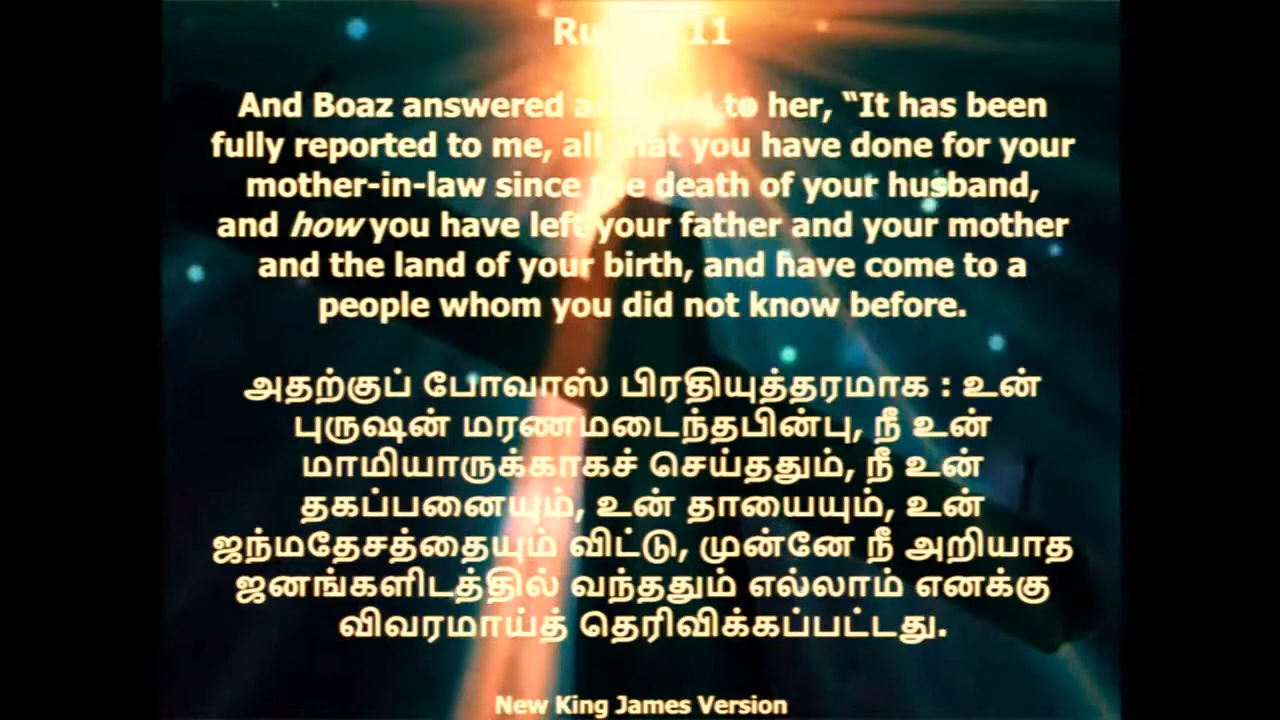 11
And Boaz answered to her, “It has been
fully reported to me, all that you have done for your
mother-in-law since the death of your husband,
and how you have left your father and your mother
and the land of your birth, and have come to a
people whom you did not know before.
அதற்குப் போவாஸ் பிரதியுத்தரமாக : உன்
புருஷன் மரணமடைந்தபின்பு, நீ உன்
மாமியாருக்காகச் செய்ததும், நீ உன்
தகப்பனையும், உன் தாயையும், உன்
ஜந்மதேசத்தையும் விட்டு, முன்னே நீ அறியாத
ஜனங்களிடத்தில் வந்ததும் எல்லாம் எனக்கு
விவரமாய்த் தெரிவிக்கப்பட்டது.
New King James Version